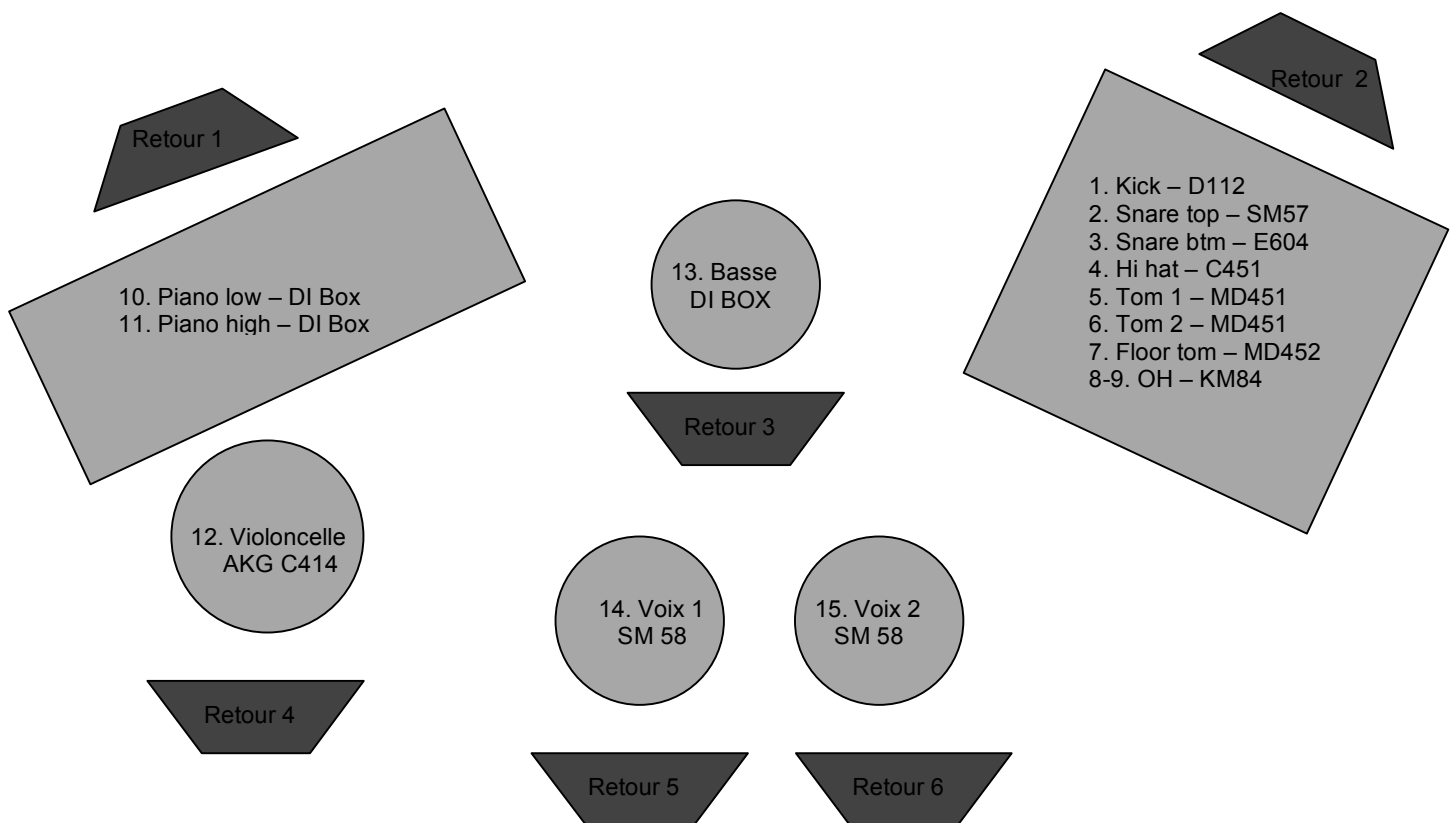 Retour 1
Retour 2
10. Piano low – DI Box
11. Piano high – DI Box
13. Basse
DI BOX
1. Kick – D112
2. Snare top – SM57
3. Snare btm – E604
4. Hi hat – C451
5. Tom 1 – MD451
6. Tom 2 – MD451
7. Floor tom – MD452
8-9. OH – KM84
Retour 3
12. Violoncelle
AKG C414
14. Voix 1
SM 58
15. Voix 2
SM 58
Retour 4
Retour 5
Retour 6